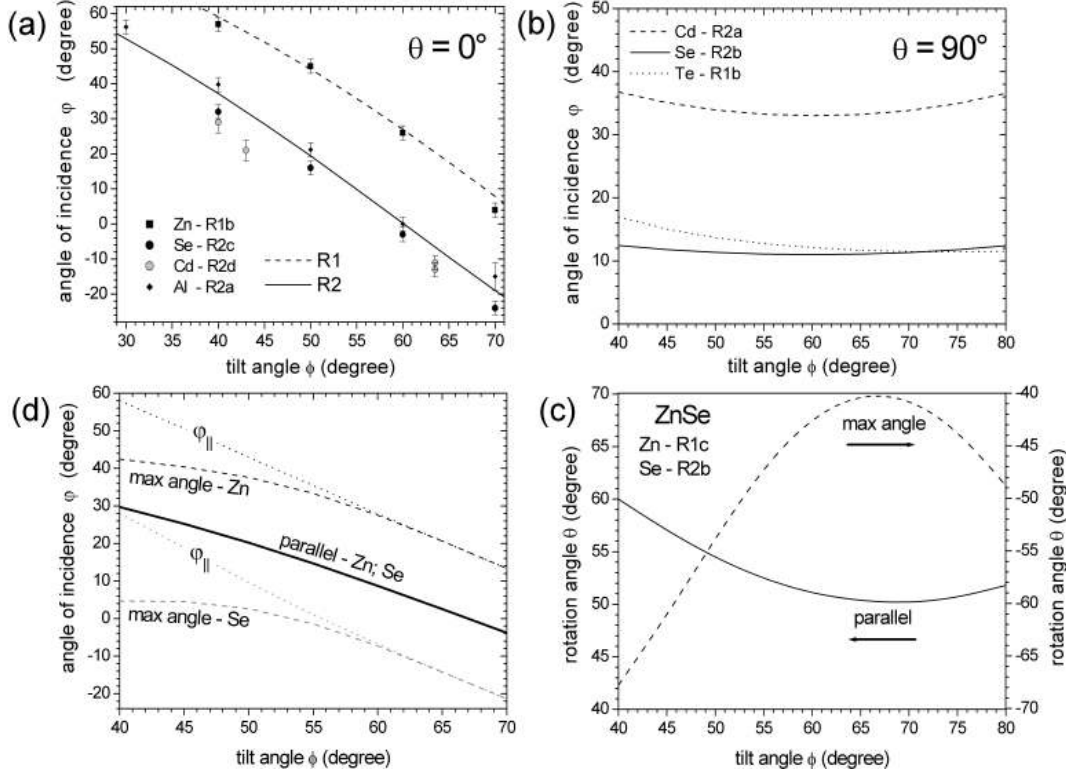 (a)
θ = 0°
angle of incidence φ (degree)
60
50
40
30
20
10
0
-10
-20
Zn - R1b
Se - R2c
Cd - R2d
Al - R2a
R1
R2
30 35 40 45 50 55 60 65 70
tilt angle ϕ (degree)
(b)
θ = 90°
Cd - R2a
Se - R2b
Te - R1b
angle of incidence φ (degree)
50
40
30
20
10
0
40 45 50 55 60 65 70 75 80
tilt angle ϕ (degree)
(d)
angle of incidence φ (degree)
60
50
40
30
20
10
0
-10
-20
φ||
max angle - Zn
parallel - Zn; Se
φ||
max angle - Se
40 45 50 55 60 65 70
tilt angle ϕ (degree)
(c)
ZnSe
Zn - R1c
Se - R2b
max angle
parallel
rotation angle θ (degree)
70
65
60
55
50
45
40
rotation angle θ (degree)
-40
-45
-50
-55
-60
-65
-70
40 45 50 55 60 65 70 75 80
tilt angle ϕ (degree)